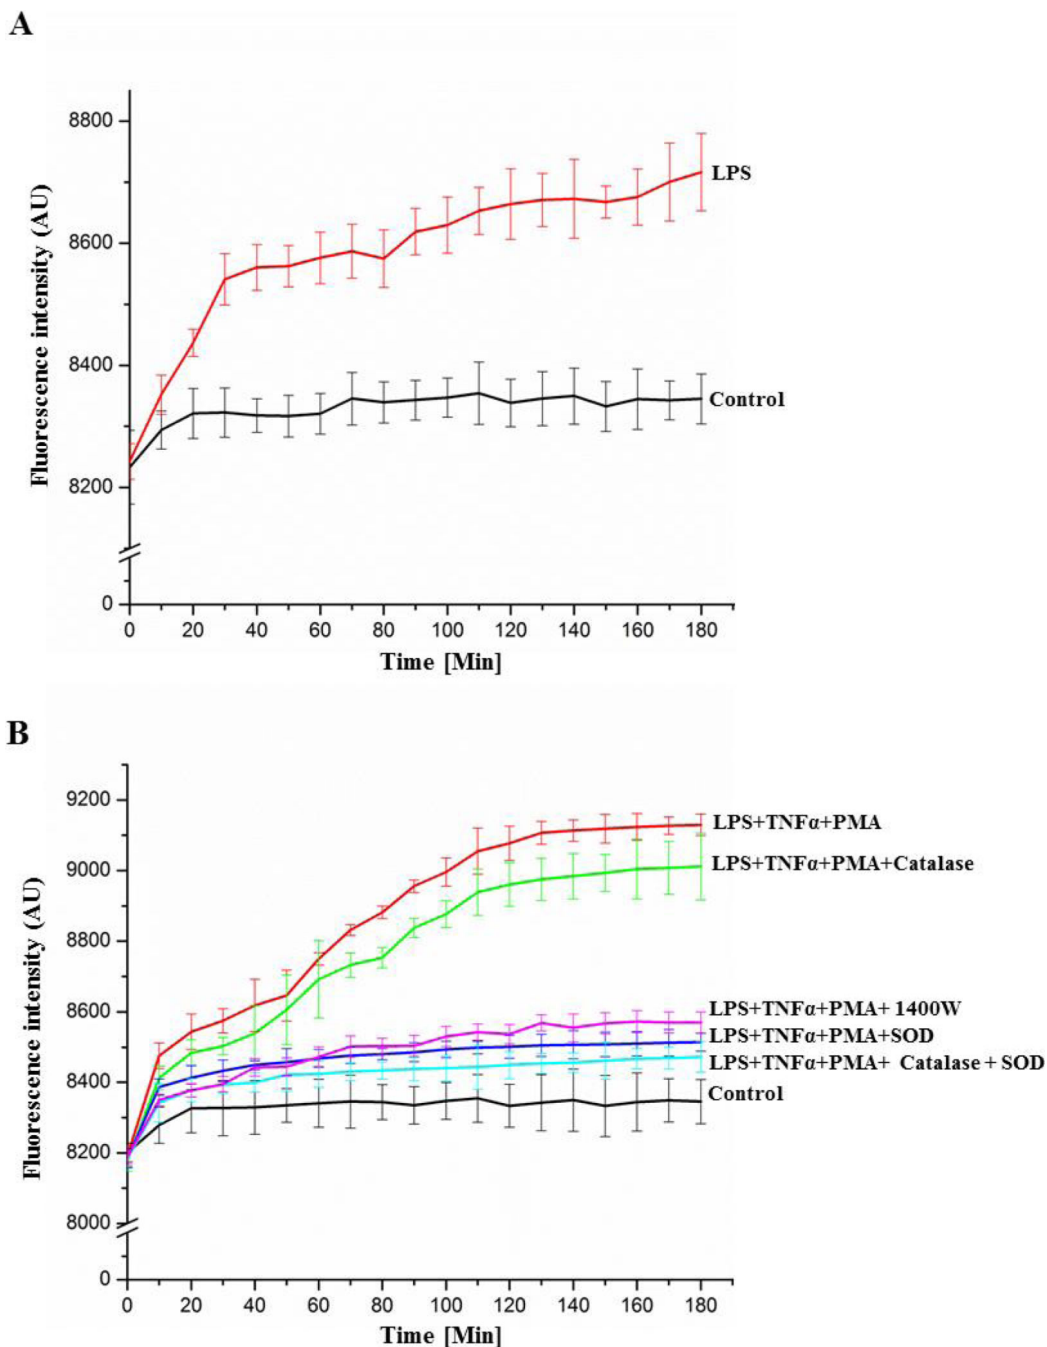 A
8800
8600
8400
8200
0
Fluorescence intensity (AU)
LPS
Control
0 20 40 60 80 100 120 140 160 180
Time [Min]
B
9200
9000
8800
8600
8400
8200
8000
0
Fluorescence intensity (AU)
LPS+TNFα+PMA
LPS+TNFα+PMA+Catalase
LPS+TNFα+PMA+ 1400W
LPS+TNFα+PMA+SOD
LPS+TNFα+PMA+ Catalase + SOD
Control
0 20 40 60 80 100 120 140 160 180
Time [Min]